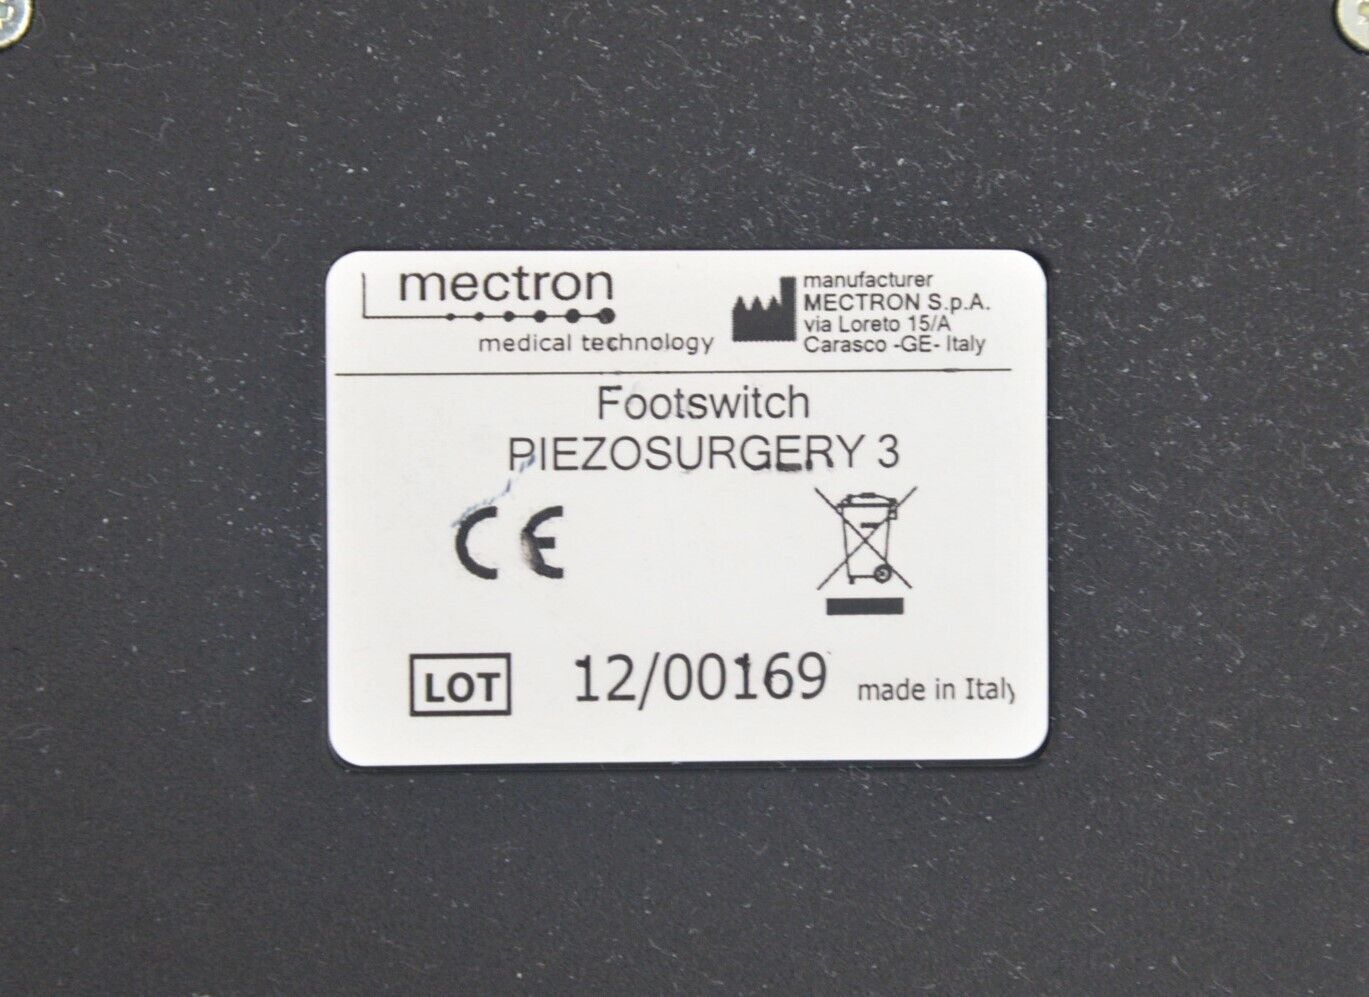 mectron
medical technology
manufacturer
MECTRON S.p.A.
via Loreto 15/A
Carasco -GE- Italy
Footswitch
PIEZOSURGERY 3
CE
LOT 12/00169 made in Italy